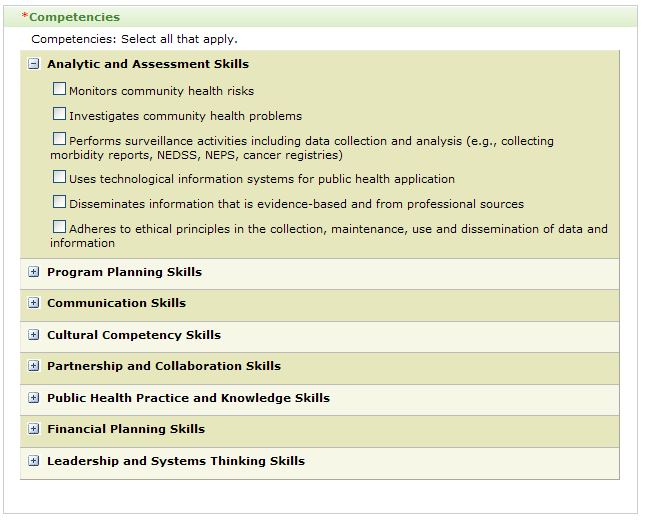 *Competencies
Competencies: Select all that apply.
Analytic and Assessment Skills
Monitors community health risks
Investigates community health problems
Performs surveillance activities including data collection and analysis (e.g., collecting
morbidity reports, NEDSS, NEPS, cancer registries)
Uses technological information systems for public health application
Disseminates information that is evidence-based and from professional sources
Adheres to ethical principles in the collection, maintenance, use and dissemination of data and
information
Program Planning Skills
Communication Skills
Cultural Competency Skills
Partnership and Collaboration Skills
Public Health Practice and Knowledge Skills
Financial Planning Skills
Leadership and Systems Thinking Skills